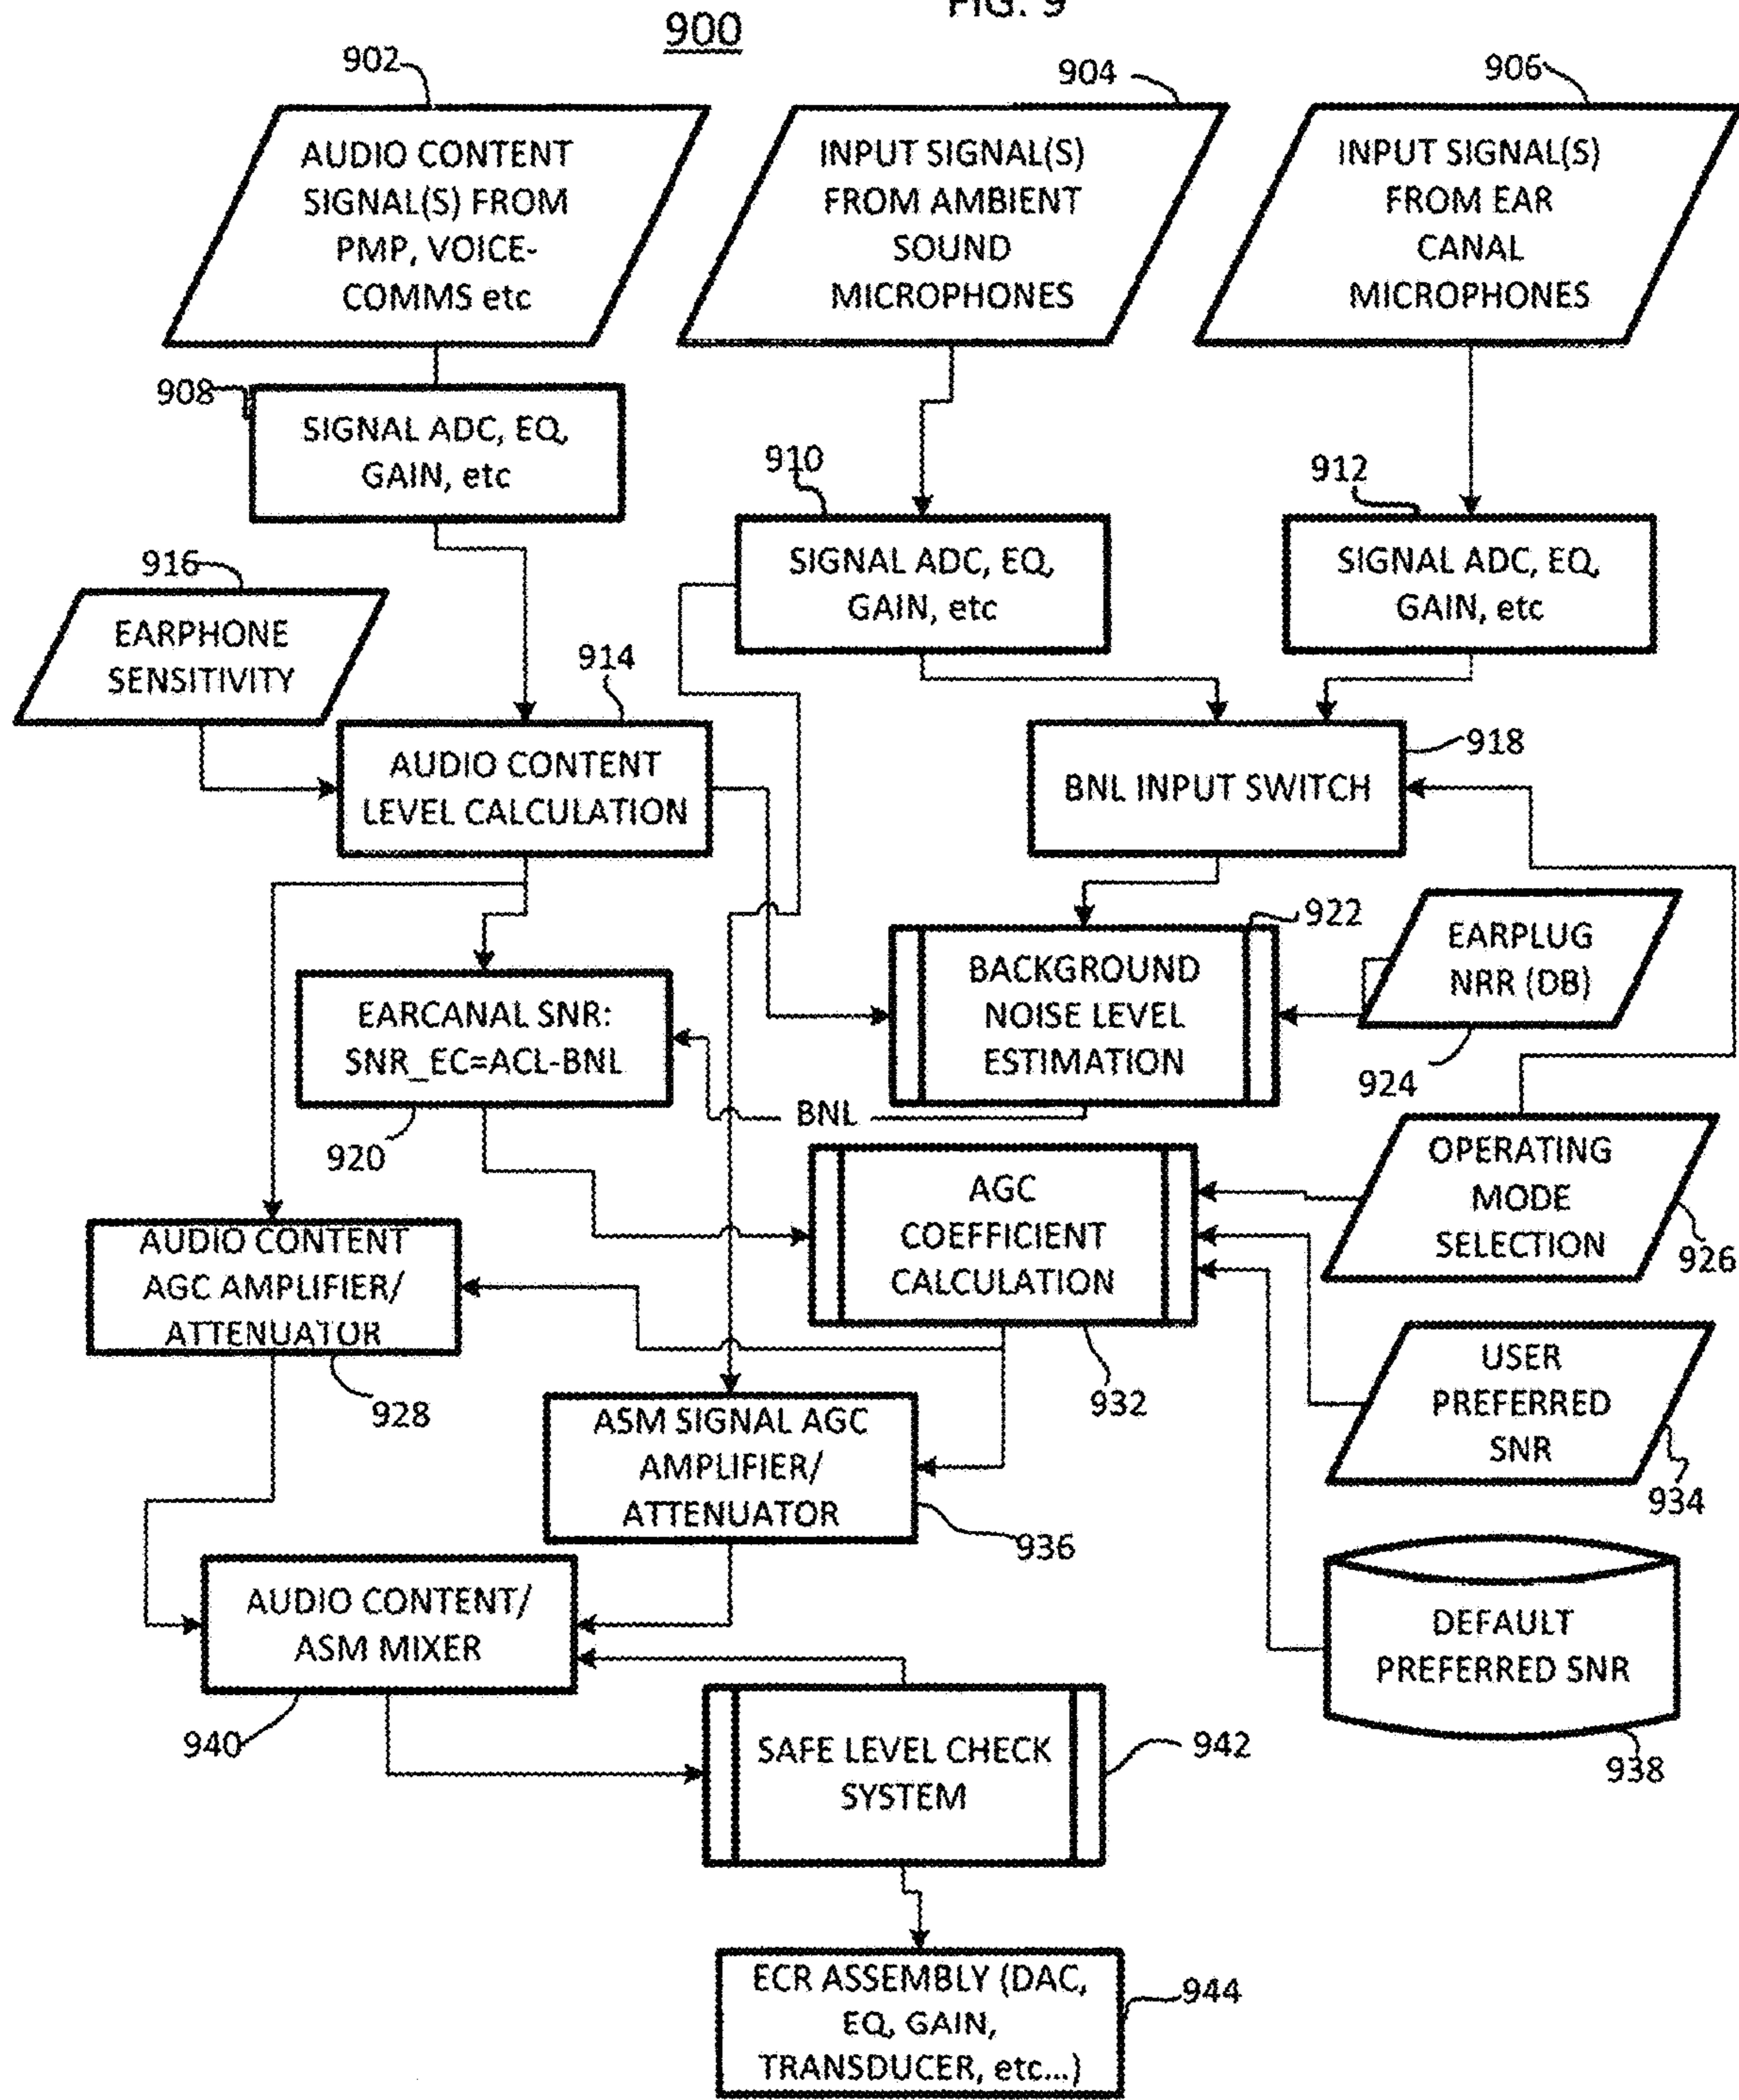 FIG. 9
900
902
904
906
AUDIO CONTENT
SIGNAL(S) FROM
PMP, VOICE-
COMMS etc
INPUT SIGNAL(S)
FROM AMBIENT
SOUND
MICROPHONES
INPUT SIGNAL(S)
FROM EAR
CANAL
MICROPHONES
908
SIGNAL ADC, EQ,
GAIN, etc
910
SIGNAL ADC, EQ,
GAIN, etc
912
SIGNAL ADC, EQ,
GAIN, etc
916
EARPHONE
SENSITIVITY
914
AUDIO CONTENT
LEVEL CALCULATION
918
BNL INPUT SWITCH
922
BACKGROUND
NOISE LEVEL
ESTIMATION
EARPLUG
NRR (DB)
924
EARCANAL SNR:
SNR_EC=ACL-BNL
920
BNL
OPERATING
MODE
SELECTION
926
AGC
COEFFICIENT
CALCULATION
932
AUDIO CONTENT
AGC AMPLIFIER/
ATTENUATOR
928
USER
PREFERRED
SNR
934
ASM SIGNAL AGC
AMPLIFIER/
ATTENUATOR
936
AUDIO CONTENT/
ASM MIXER
940
DEFAULT
PREFERRED SNR
938
SAFE LEVEL CHECK
SYSTEM
942
ECR ASSEMBLY (DAC,
EQ, GAIN,
TRANSDUCER, etc...)
944